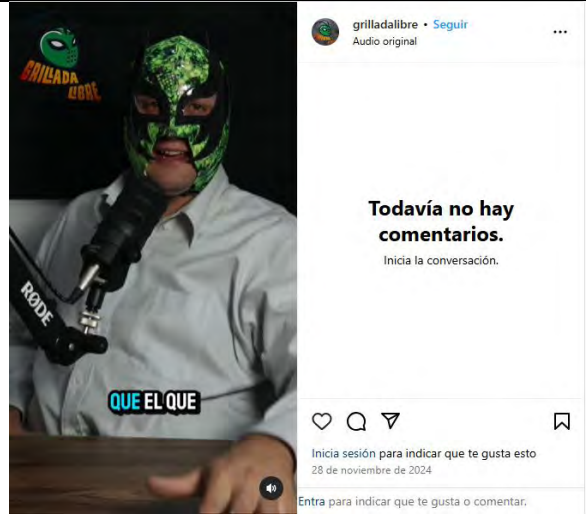 GRILLADA
LIBRE
RØDE
QUE EL QUE
grilladalibre • Seguir
Audio original
...
Todavía no hay
comentarios.
Inicia la conversación.
Inicia sesión para indicar que te gusta esto
28 de noviembre de 2024
Entra para indicar que te gusta o comentar.